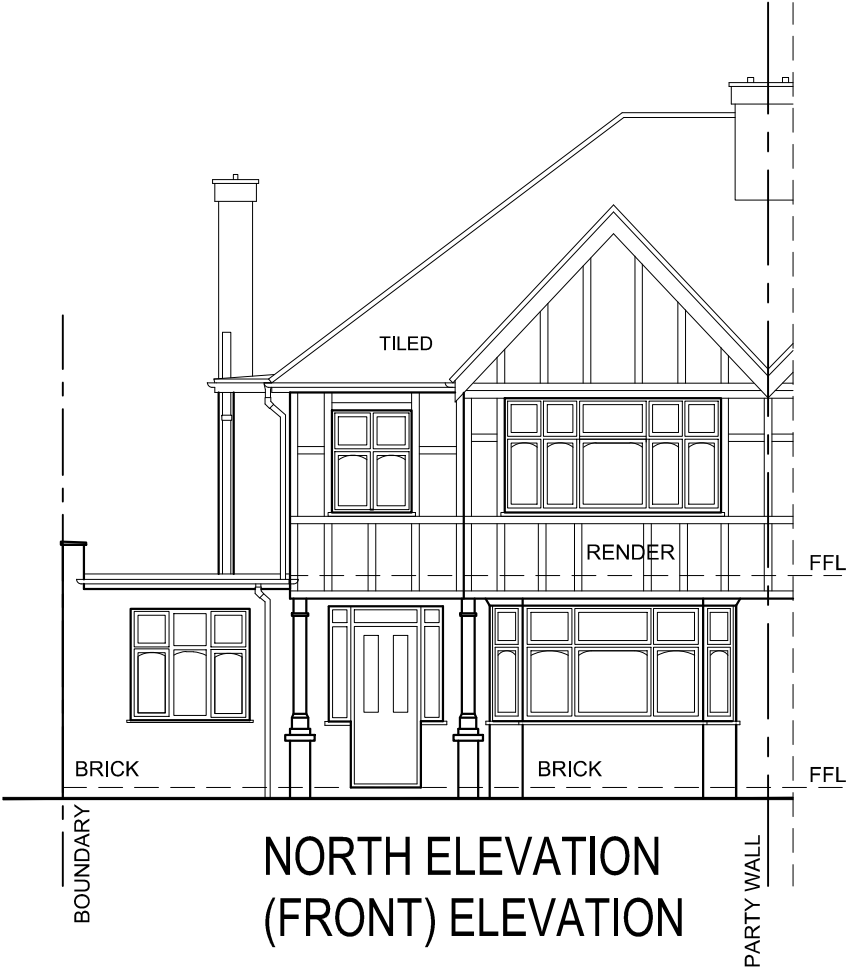 TILED
RENDER
FFL
BRICK
BRICK
FFL
BOUNDARY
PARTY WALL
NORTH ELEVATION
(FRONT) ELEVATION